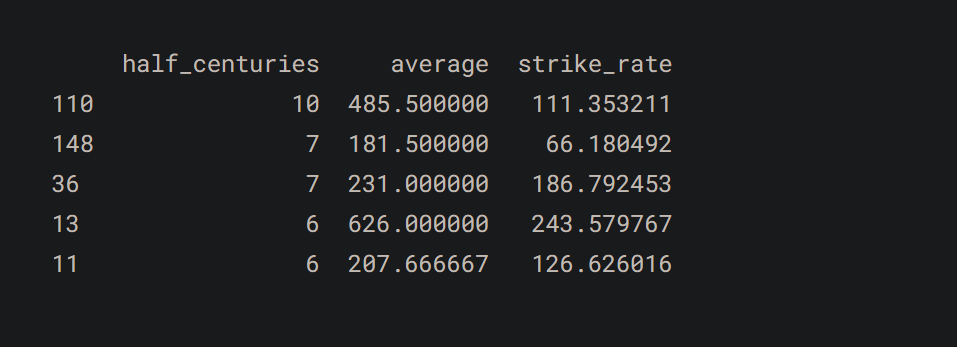 half_centuries average strike_rate
110 10 485.500000 111.353211
148 7 181.500000 66.180492
36 7 231.000000 186.792453
13 6 626.000000 243.579767
11 6 207.666667 126.626016